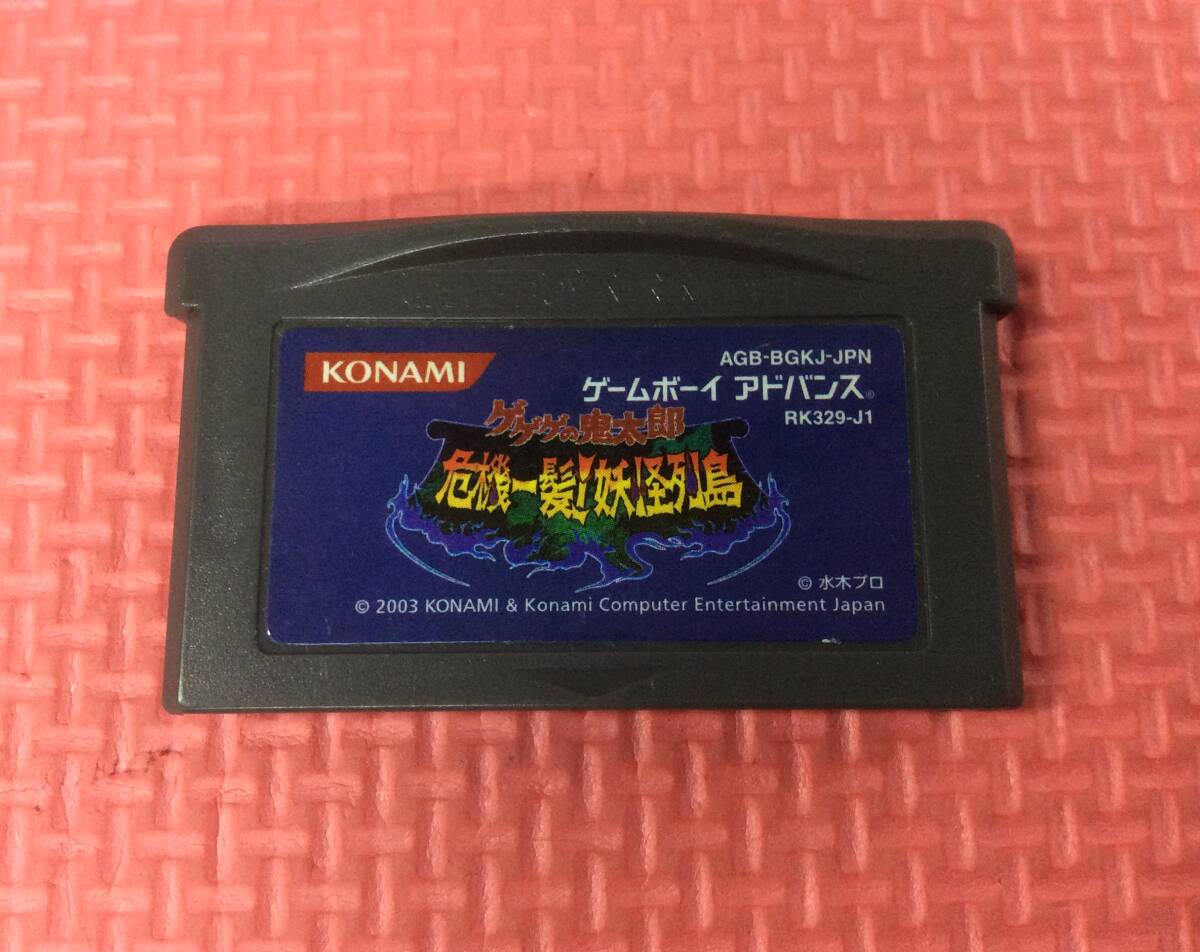 KONAMI
AGB-BGKJ-JPN
ゲームボーイ アドバンス®
RK329-J1
ゲゲゲの鬼太郎
危機一髪!妖怪列島
© 水木プロ
© 2003 KONAMI & Konami Computer Entertainment Japan